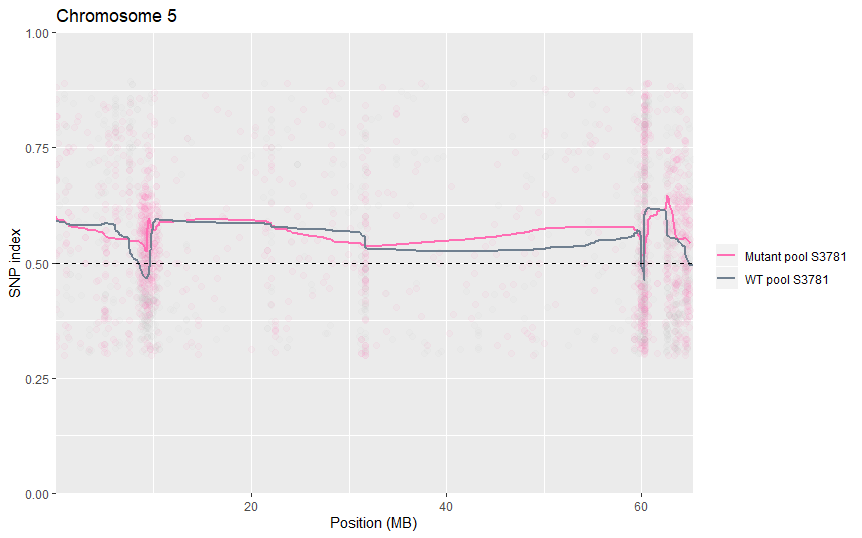 Chromosome 5
1.00
0.75
0.50
0.25
0.00
SNP index
20
40
60
Position (MB)
Mutant pool S3781
WT pool S3781